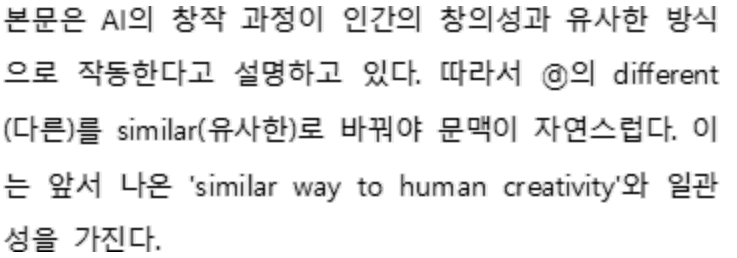 본문은 AI의 창작 과정이 인간의 창의성과 유사한 방식
으로 작동한다고 설명하고 있다. 따라서 ⓐ의 different
(다른)를 similar(유사한)로 바꿔야 문맥이 자연스럽다. 이
는 앞서 나온 'similar way to human creativity'와 일관
성을 가진다.